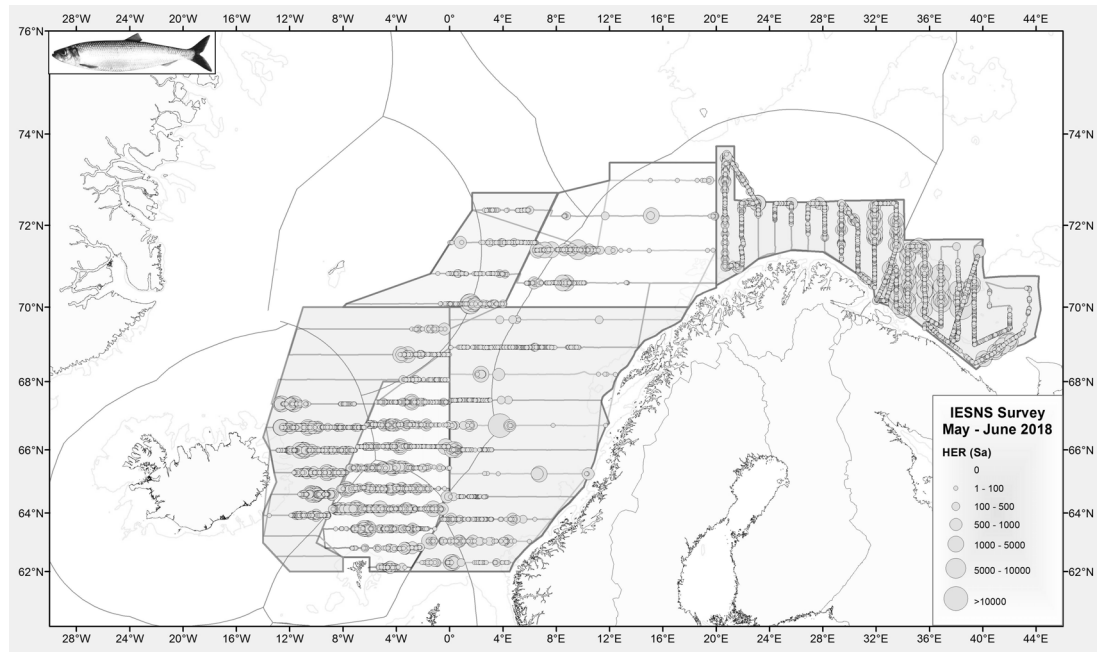 28°W 24°W 20°W 16°W 12°W 8°W 4°W 0° 4°E 8°E 12°E 16°E 20°E 24°E 28°E 32°E 36°E 40°E 44°E
76°N
74°N 74°N
72°N 72°N
70°N 70°N
68°N 68°N
66°N 66°N
64°N 64°N
62°N 62°N
IESNS Survey
May - June 2018
HER (Sa)
0
1 - 100
100 - 500
500 - 1000
1000 - 5000
5000 - 10000
>10000
28°W 24°W 20°W 16°W 12°W 8°W 4°W 0° 4°E 8°E 12°E 16°E 20°E 24°E 28°E 32°E 36°E 40°E 44°E